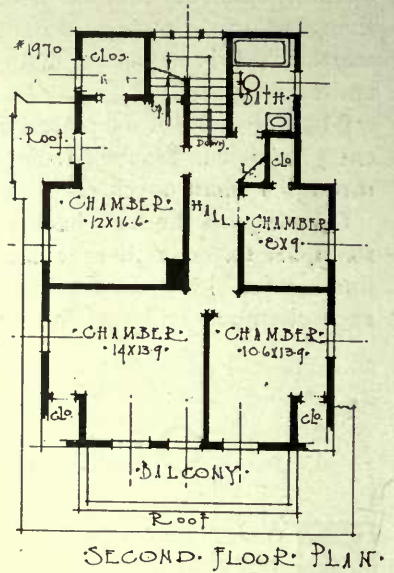 #1970
CLOS.
BATH.
ROOF.
DOWN.
CLO
CHAMBER.
12X16.6.
HALL.
CHAMBER
8X9.
CHAMBER.
14X13.9.
CHAMBER.
10.6X13.9.
CLO.
CLO.
BALCONY.
ROOF
SECOND. FLOOR. PLAN.